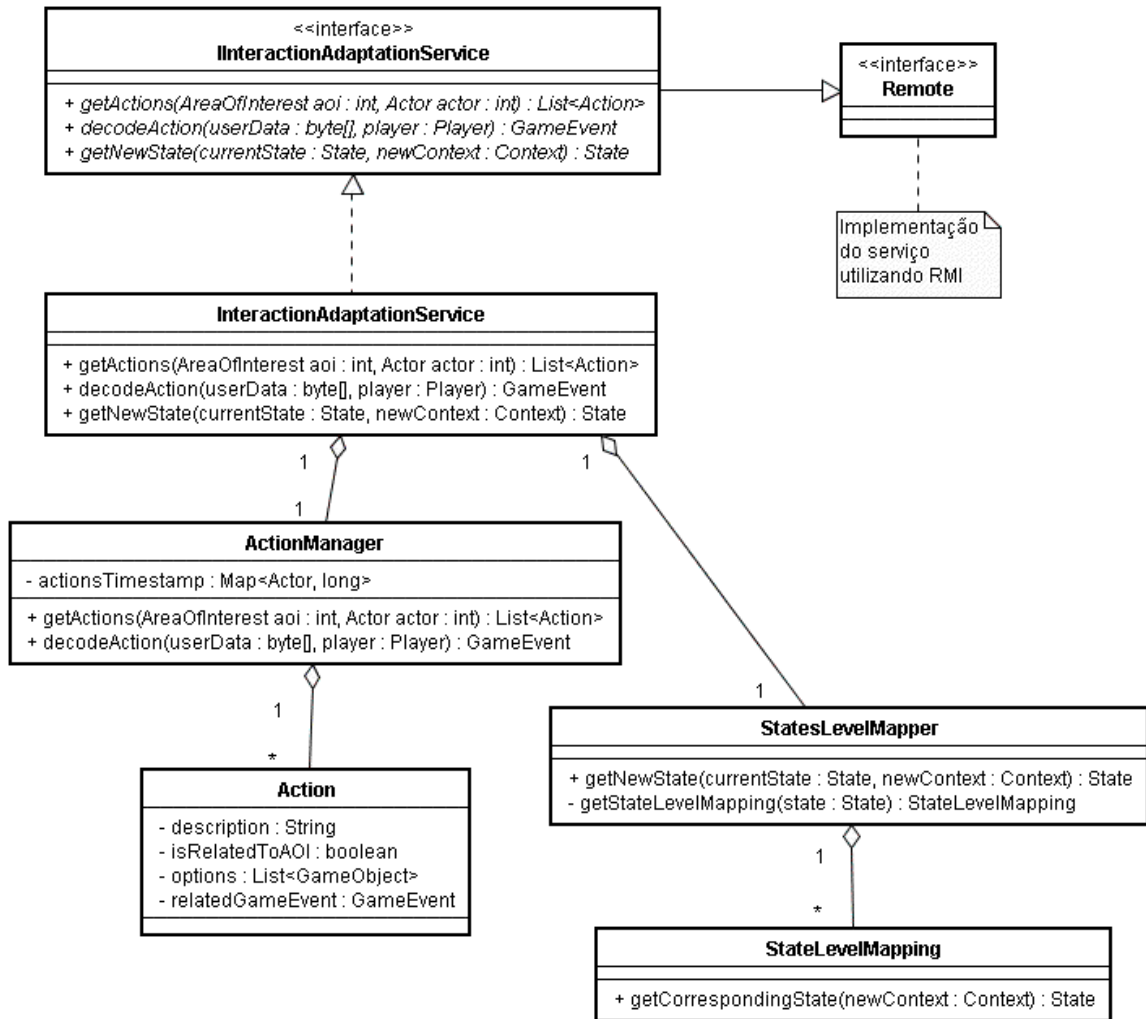 <<interface>>
IInteractionAdaptationService
+ getActions(AreaOfInterest aoi : int, Actor actor : int) : List<Action>
+ decodeAction(userData : byte[], player : Player) : GameEvent
+ getNewState(currentState : State, newContext : Context) : State
<<interface>>
Remote
Implementação
do serviço
utilizando RMI
InteractionAdaptationService
+ getActions(AreaOfInterest aoi : int, Actor actor : int) : List<Action>
+ decodeAction(userData : byte[], player : Player) : GameEvent
+ getNewState(currentState : State, newContext : Context) : State
1
1
1
ActionManager
- actionsTimestamp : Map<Actor, long>
+ getActions(AreaOfInterest aoi : int, Actor actor : int) : List<Action>
+ decodeAction(userData : byte[], player : Player) : GameEvent
1
*
Action
- description : String
- isRelatedToAOI : boolean
- options : List<GameObject>
- relatedGameEvent : GameEvent
1
StatesLevelMapper
+ getNewState(currentState : State, newContext : Context) : State
- getStateLevelMapping(state : State) : StateLevelMapping
1
*
StateLevelMapping
+ getCorrespondingState(newContext : Context) : State